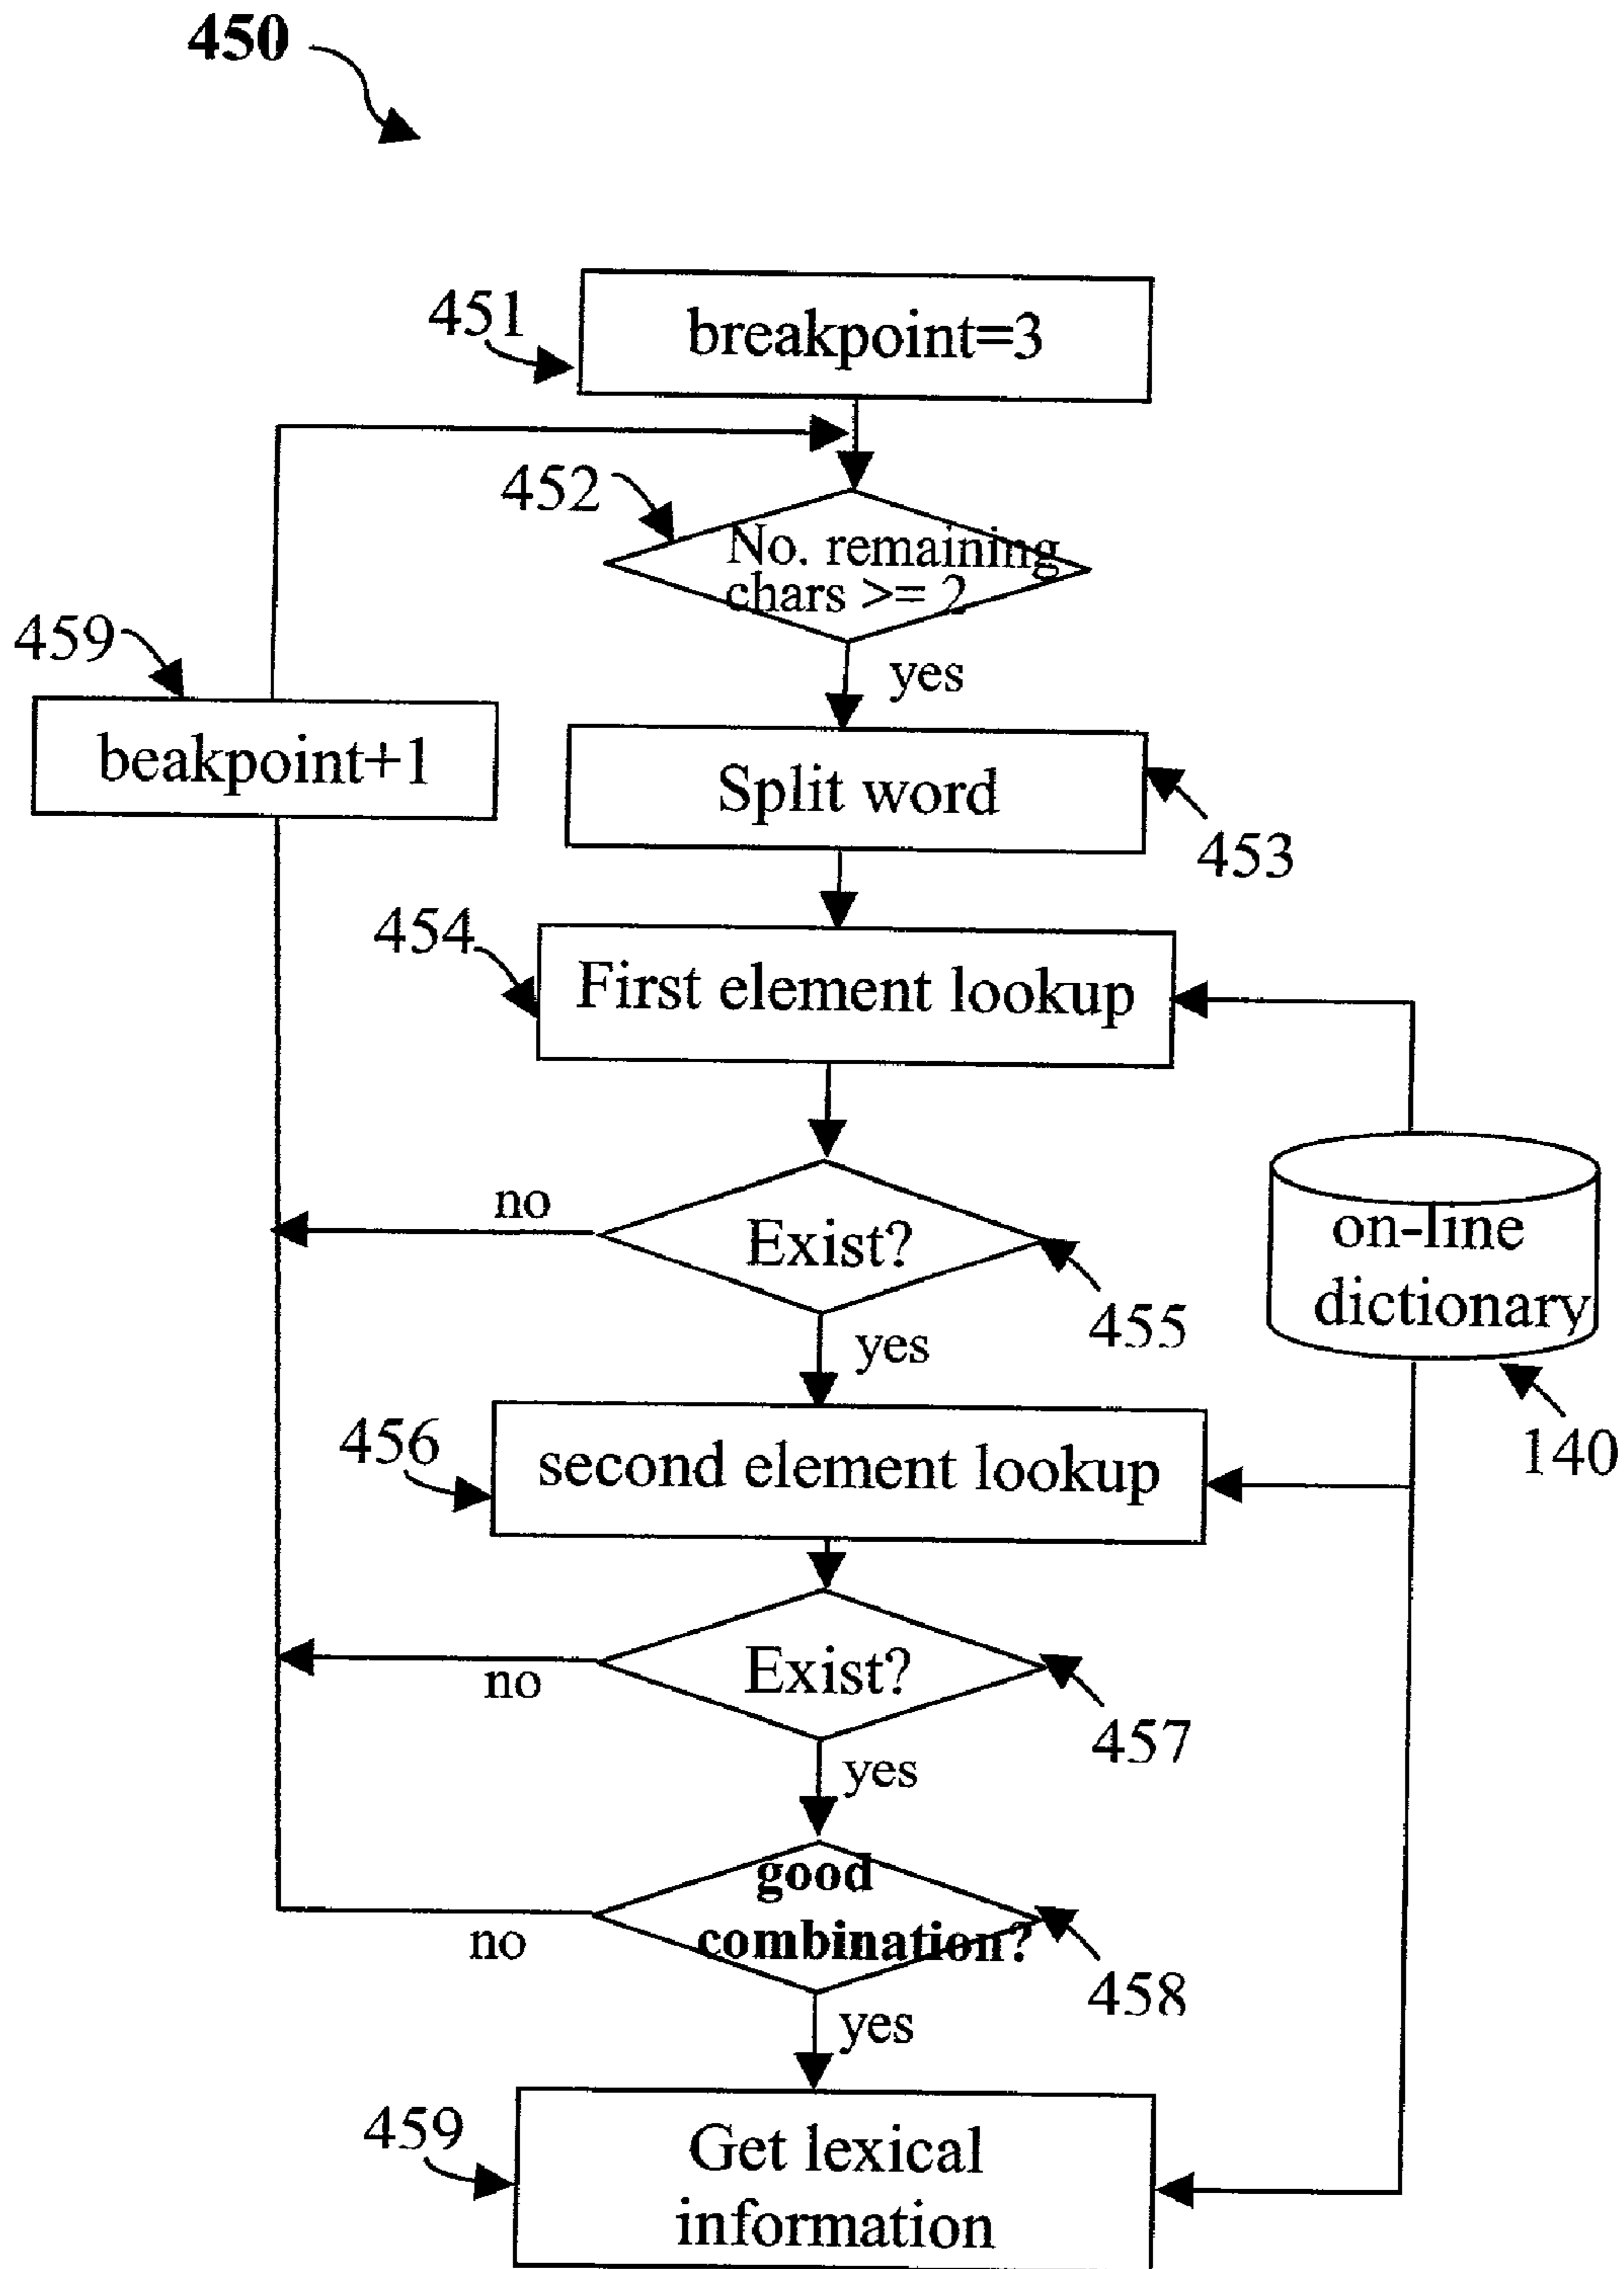 450
451
breakpoint=3
452
No. remaining
chars >= 2
459
yes
beakpoint+1
Split word
453
454
First element lookup
no
Exist?
on-line
dictionary
455
yes
140
456
second element lookup
Exist?
no
457
yes
good
combination?
no
458
yes
459
Get lexical
information